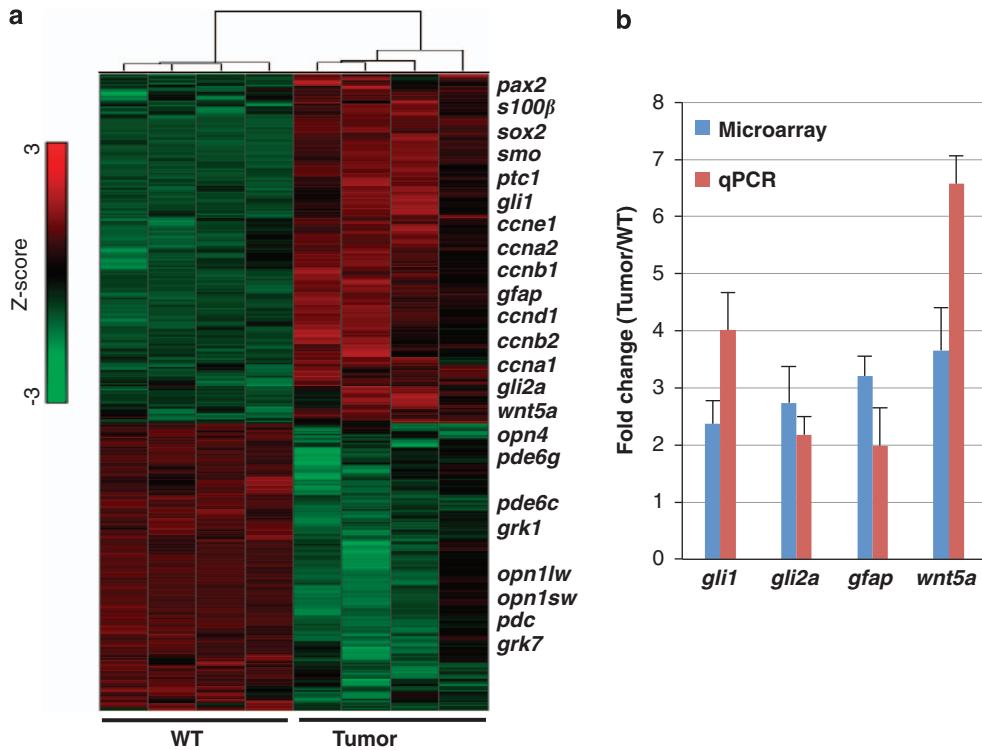 a
3
Z-score
-3
pax2
s100β
sox2
smo
ptc1
gli1
ccne1
ccna2
ccnb1
gfap
ccnd1
ccnb2
ccna1
gli2a
wnt5a
opn4
pde6g
pde6c
grk1
opn1lw
opn1sw
pdc
grk7
WT
Tumor
b
Fold change (Tumor/WT)
8
7
6
5
4
3
2
1
0
Microarray
qPCR
gli1
gli2a
gfap
wnt5a